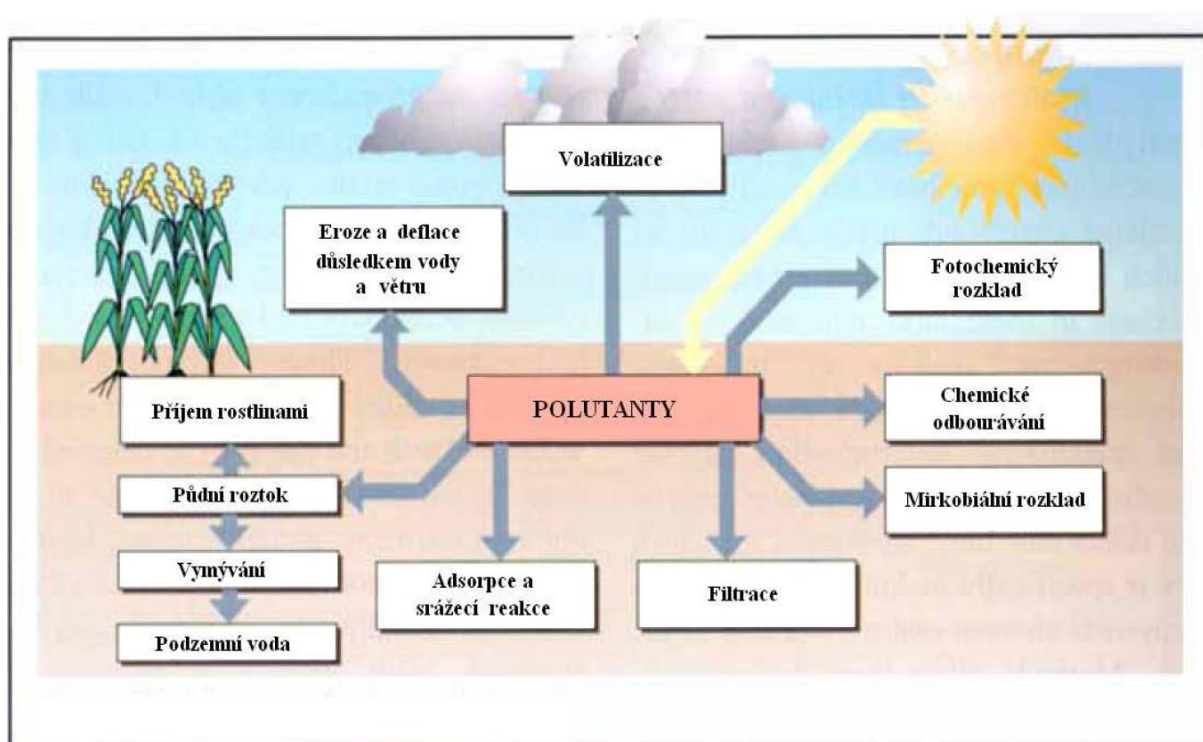 Volatilizace
Eroze a deflace
důsledkem vody
a větru
Fotochemický
rozklad
Příjem rostlinami
POLUTANTY
Chemické
odbourávání
Půdní roztok
Mirkobiální rozklad
Vymývání
Adsorpce a
srážecí reakce
Filtrace
Podzemní voda